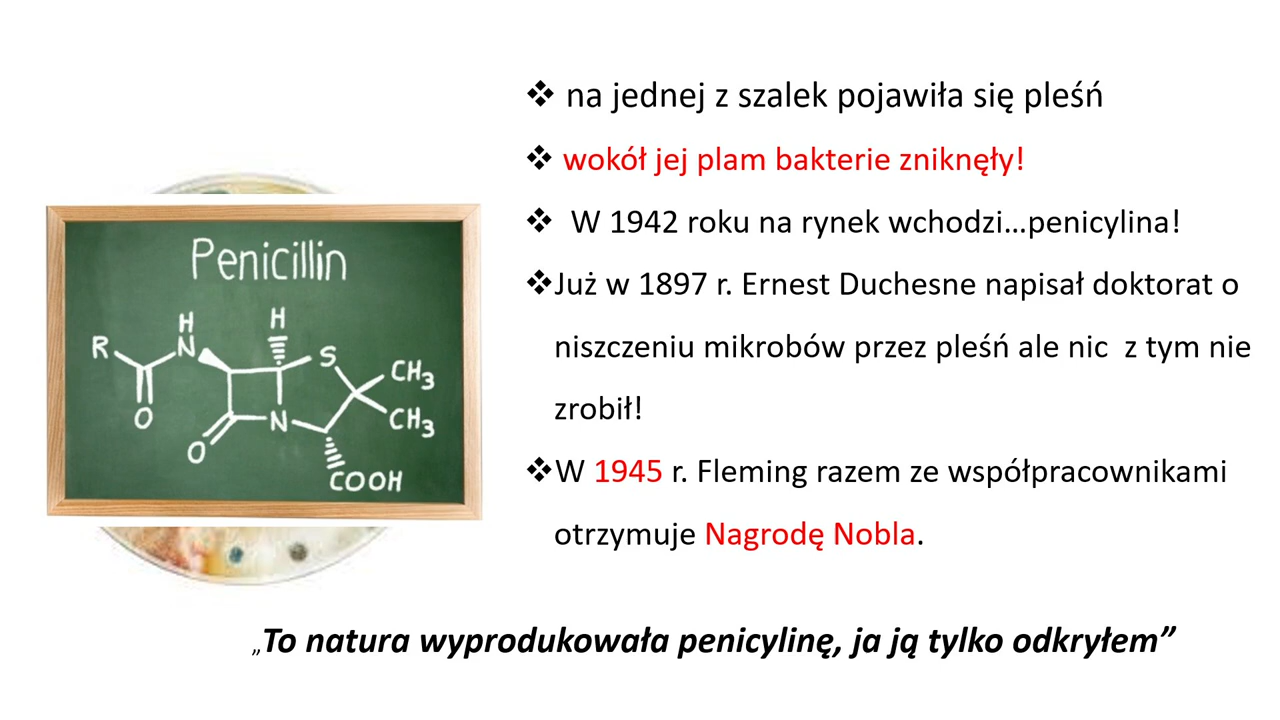 ❖ na jednej z szalek pojawiła się pleśń
❖ wokół jej plam bakterie zniknęły!
❖ W 1942 roku na rynek wchodzi...penicylina!
❖Już w 1897 r. Ernest Duchesne napisał doktorat o
niszczeniu mikrobów przez pleśń ale nic z tym nie
zrobił!
❖W 1945 r. Fleming razem ze współpracownikami
otrzymuje Nagrodę Nobla.
Penicillin
H
H
R
N
S
CH3
O
N
CH3
O
COOH
„To natura wyprodukowała penicylinę, ja ją tylko odkryłem”